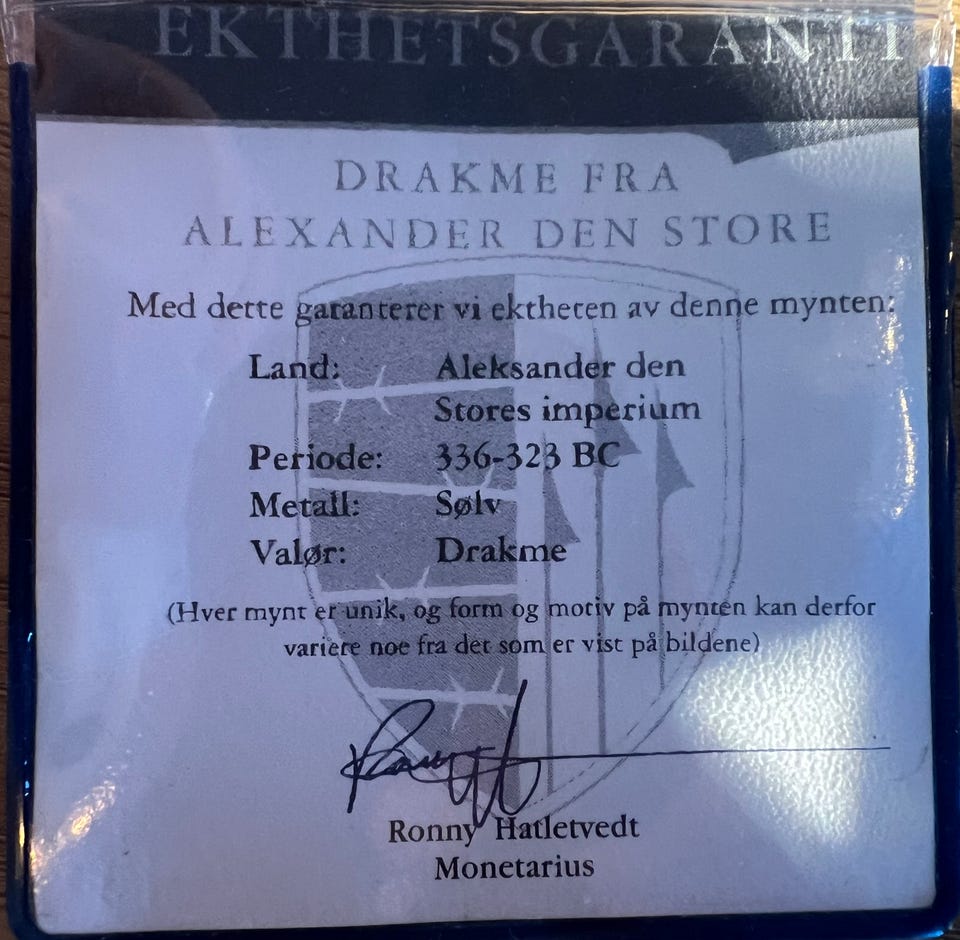 EKTHETSGARANTI
DRAKME FRA
ALEXANDER DEN STORE
Med dette garanterer vi ektheten av denne mynten:
Land: Aleksander den
Stores imperium
Periode: 336-323 BC
Metall: Sølv
Valør: Drakme
(Hver mynt er unik, og form og motiv på mynten kan derfor
variere noe fra det som er vist på bildene)
Ronny Hatletvedt
Monetarius